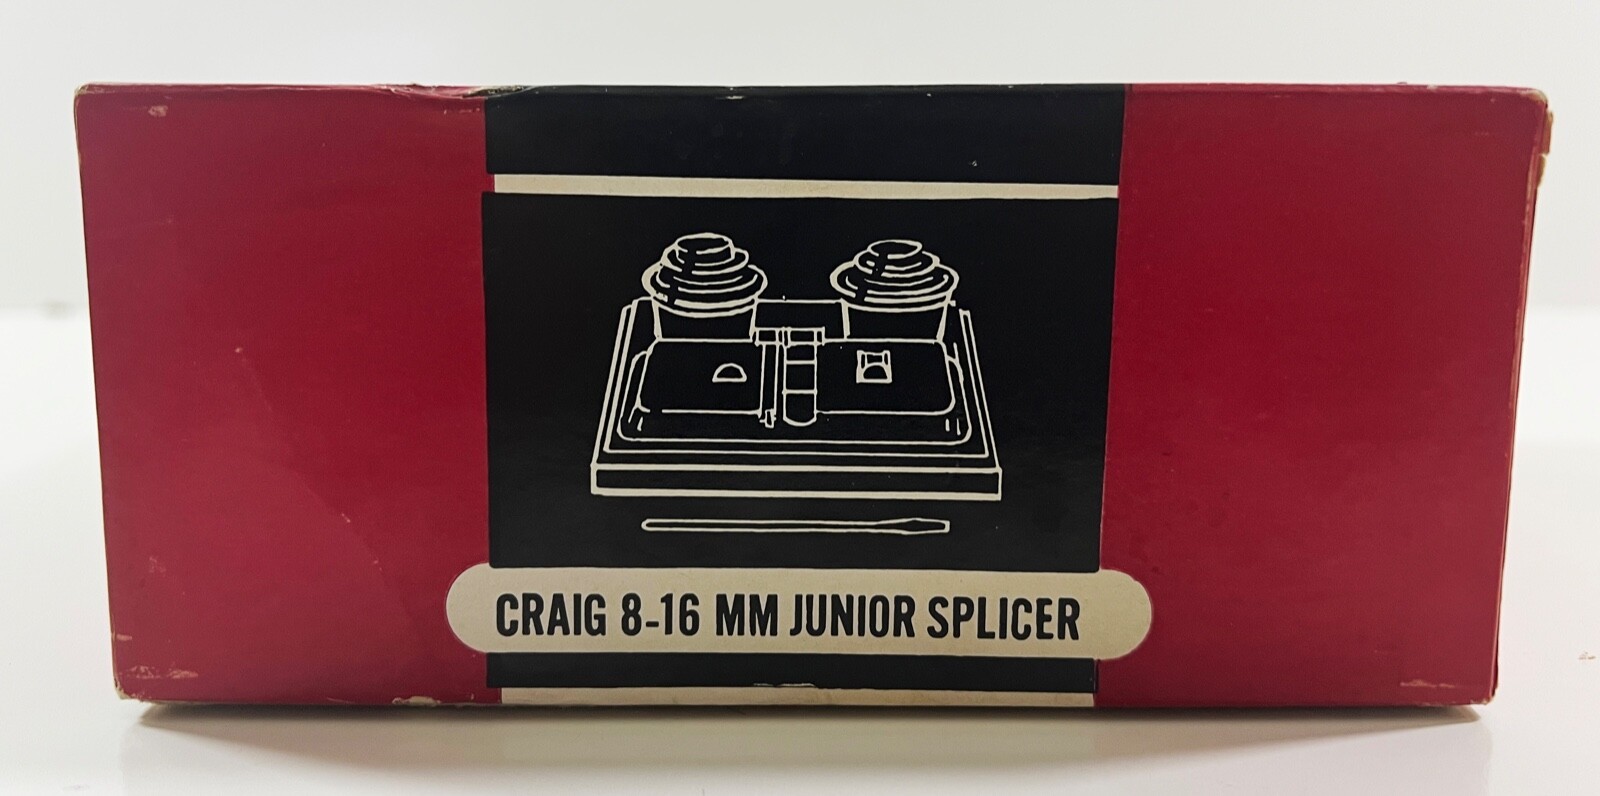 CRAIG 8-16 MM JUNIOR SPLICER